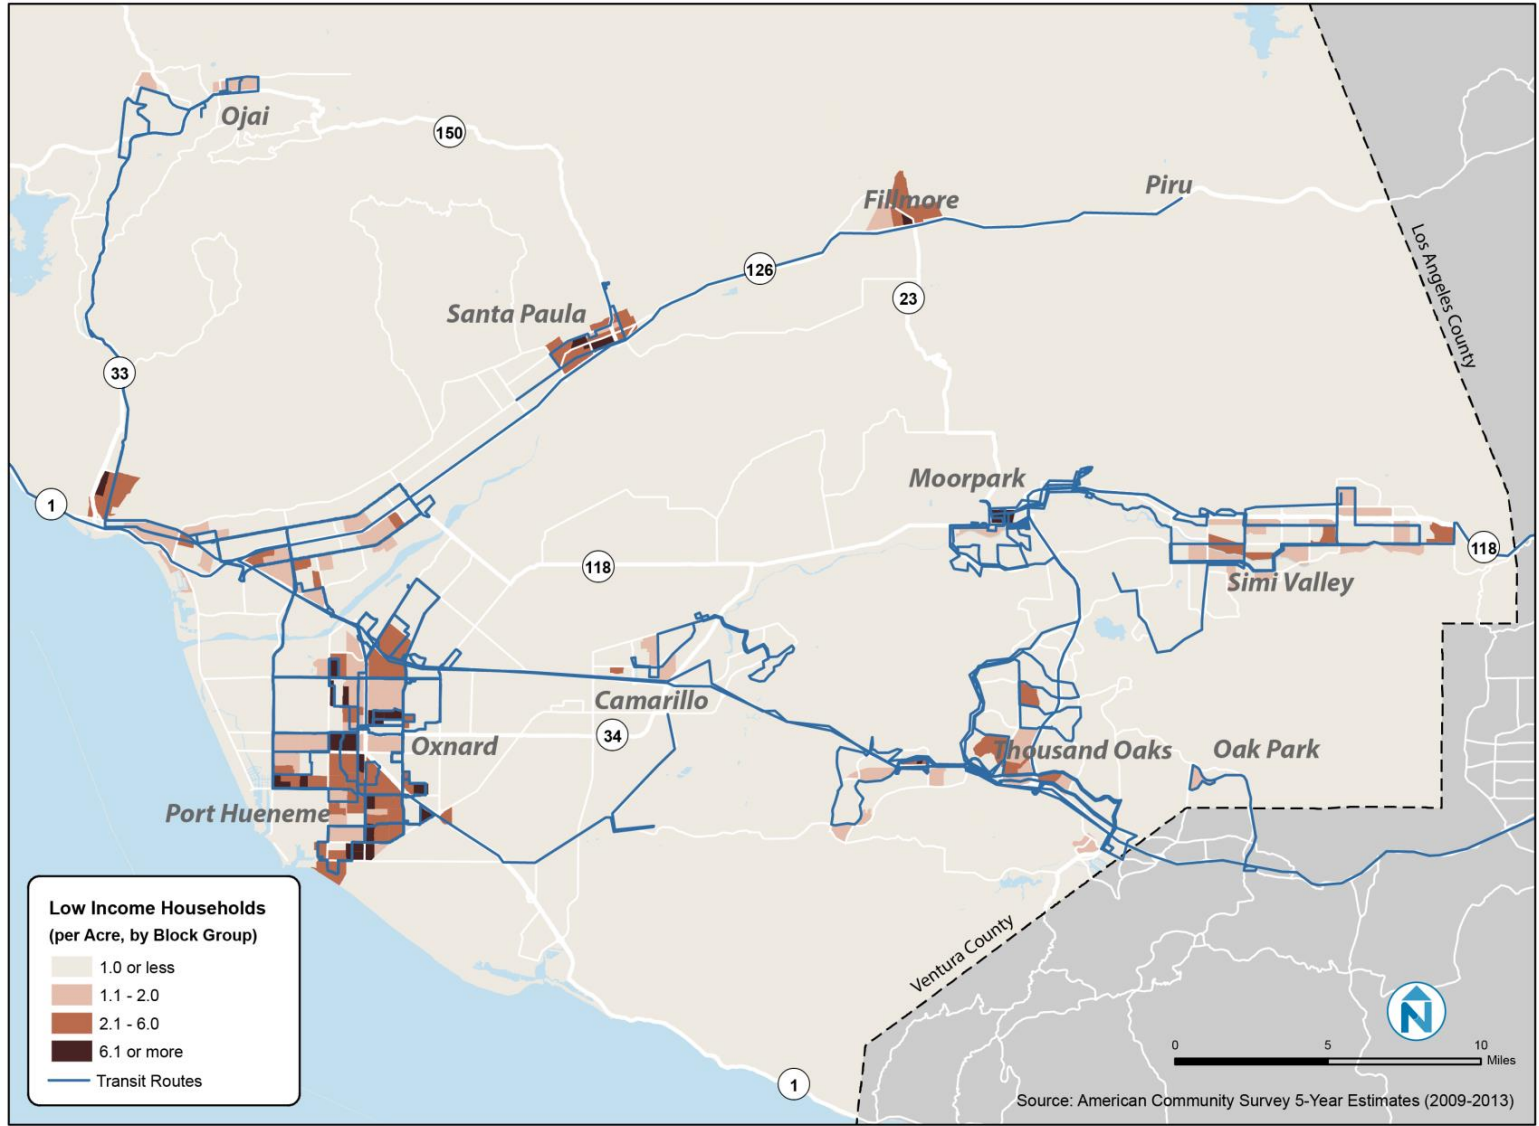 Ojai
150
Piru
Fillmore
Los Angeles County
126
23
Santa Paula
33
Moorpark
1
118
118
Simi Valley
Camarillo
34
Oxnard
Thousand Oaks
Oak Park
Port Hueneme
Ventura County
Low Income Households
(per Acre, by Block Group)
1.0 or less
1.1 - 2.0
2.1 - 6.0
6.1 or more
Transit Routes
N
0 5 10
Miles
1
Source: American Community Survey 5-Year Estimates (2009-2013)